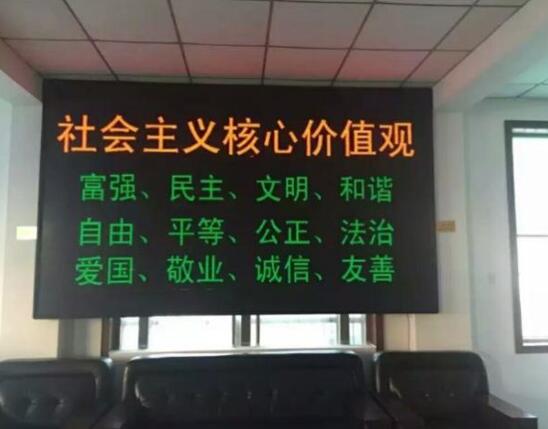 社会主义核心价值观
富强、民主、文明、和谐
自由、平等、公正、法治
爱国、敬业、诚信、友善